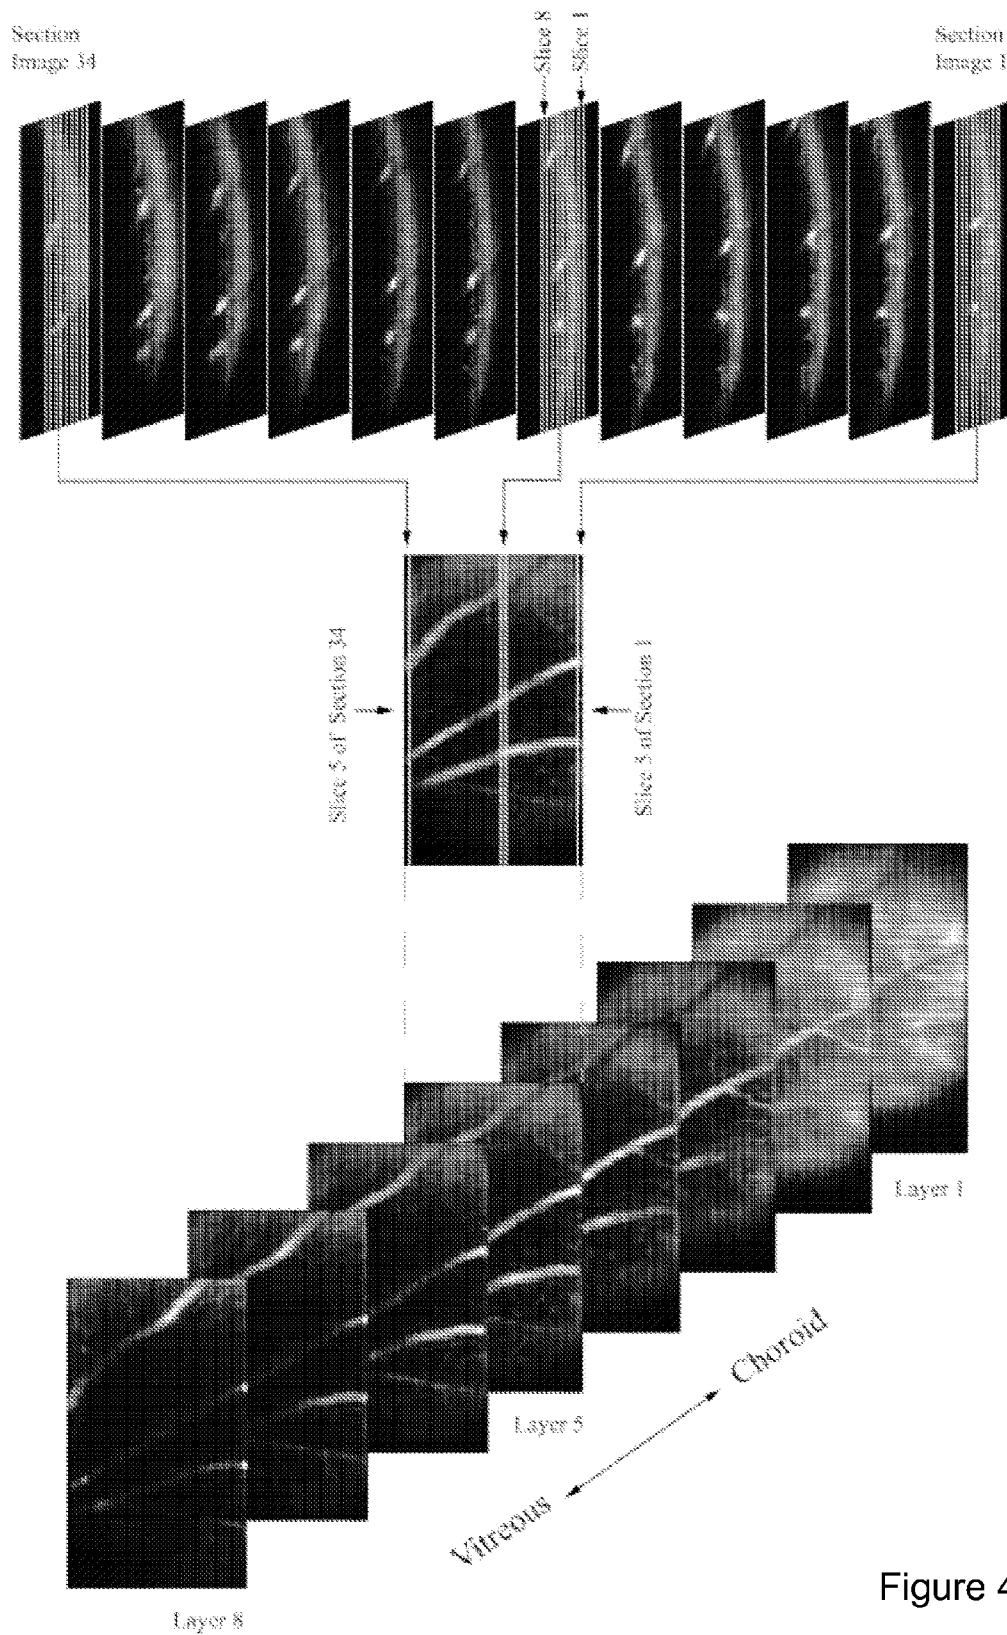 Section
Image 34
Slice 8
Slice 1
Section
Image 1
Slice 5 of Section 34
Slice 5 of Section 1
Layer 1
Choroid
Layer 5
Vitreous
Layer 8
Figure 4